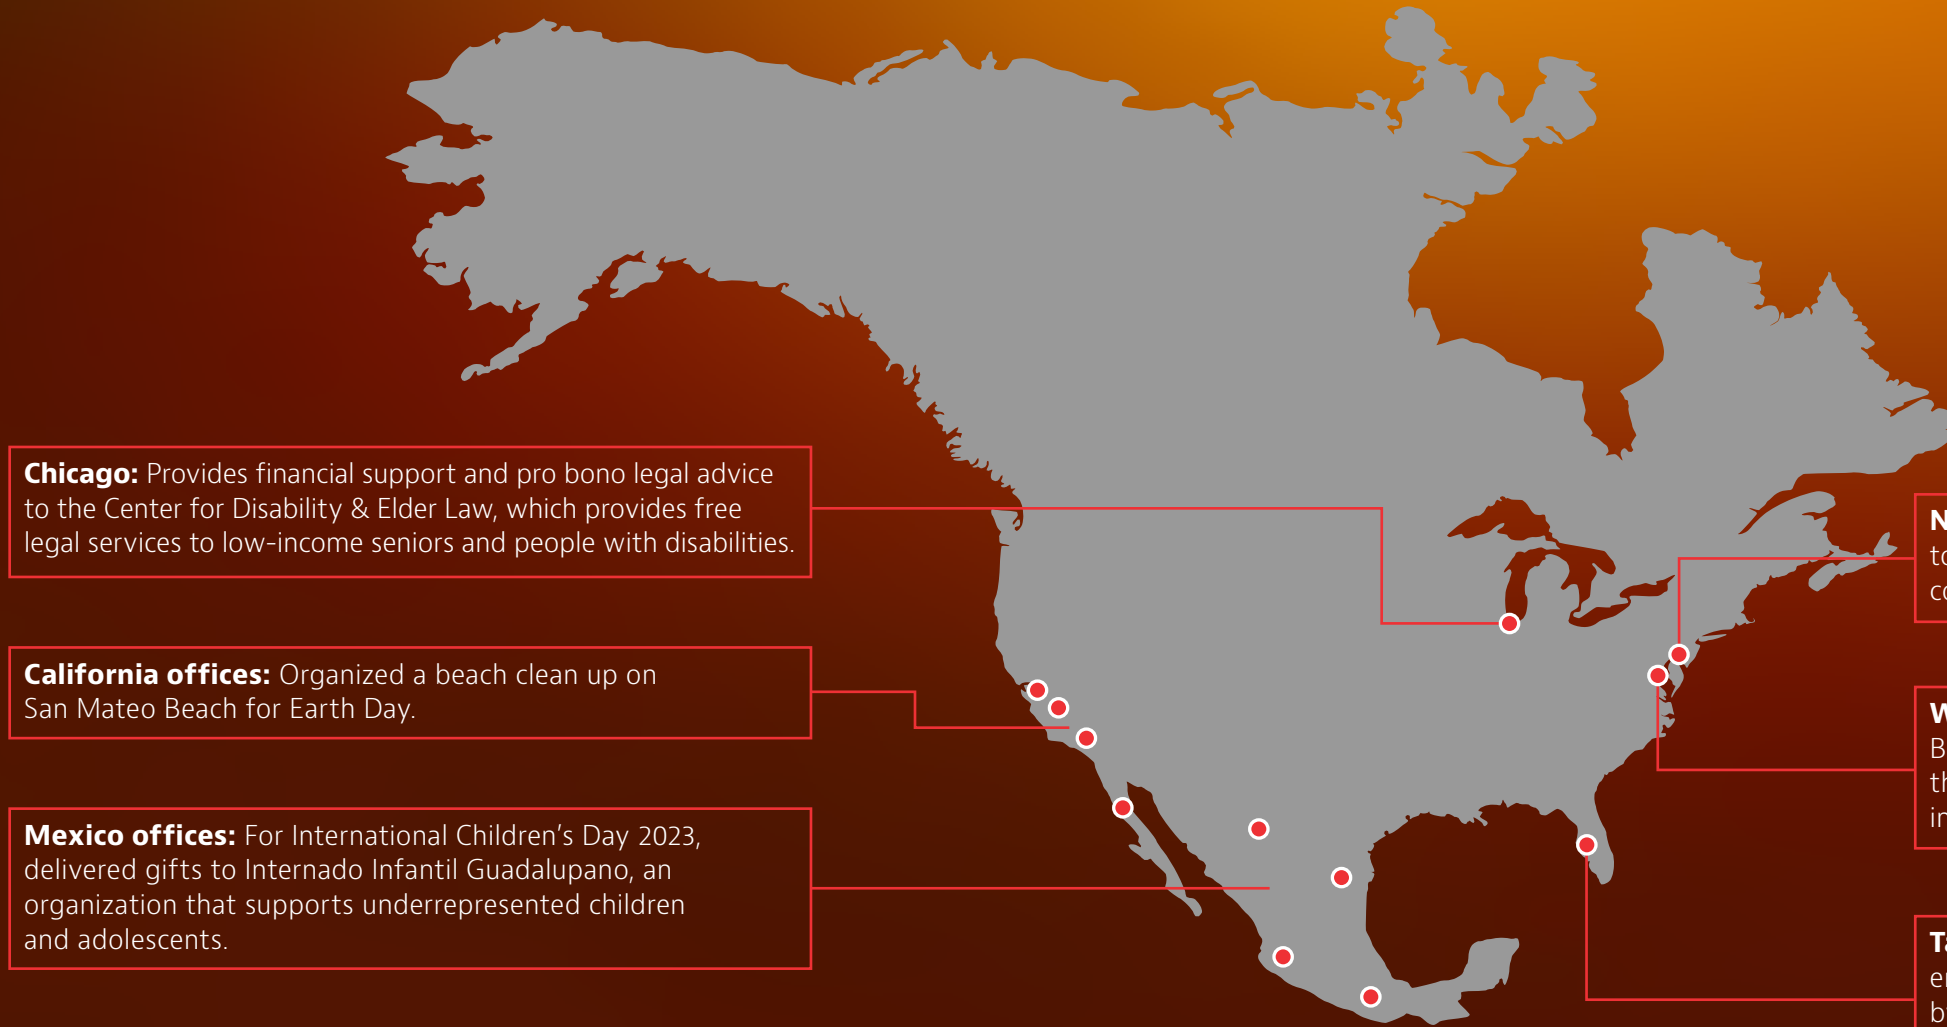 Chicago: Provides financial support and pro bono legal advice
to the Center for Disability & Elder Law, which provides free
legal services to low-income seniors and people with disabilities.
California offices: Organized a beach clean up on
San Mateo Beach for Earth Day.
Mexico offices: For International Children’s Day 2023,
delivered gifts to Internado Infantil Guadalupano, an
organization that supports underrepresented children
and adolescents.